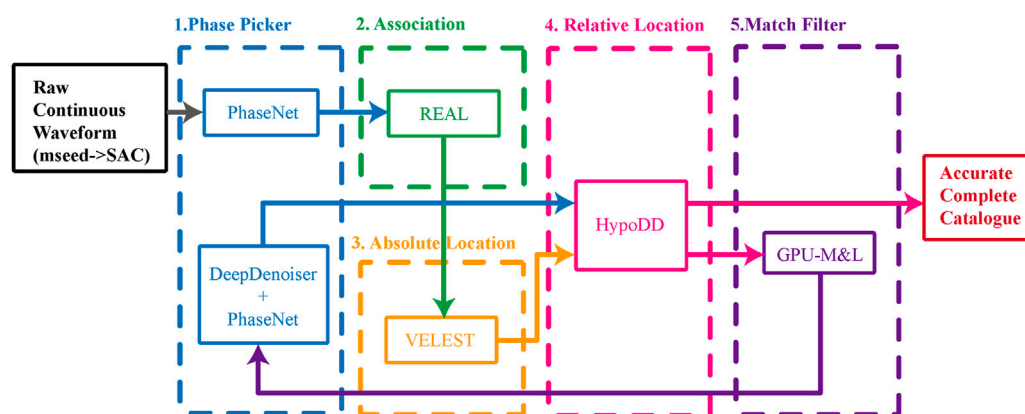 1.Phase Picker
2. Association
4. Relative Location
5.Match Filter
Raw
Continuous
Waveform
(mseed->SAC)
PhaseNet
REAL
Accurate
Complete
Catalogue
HypoDD
3. Absolute Location
GPU-M&L
DeepDenoiser
+
PhaseNet
VELEST